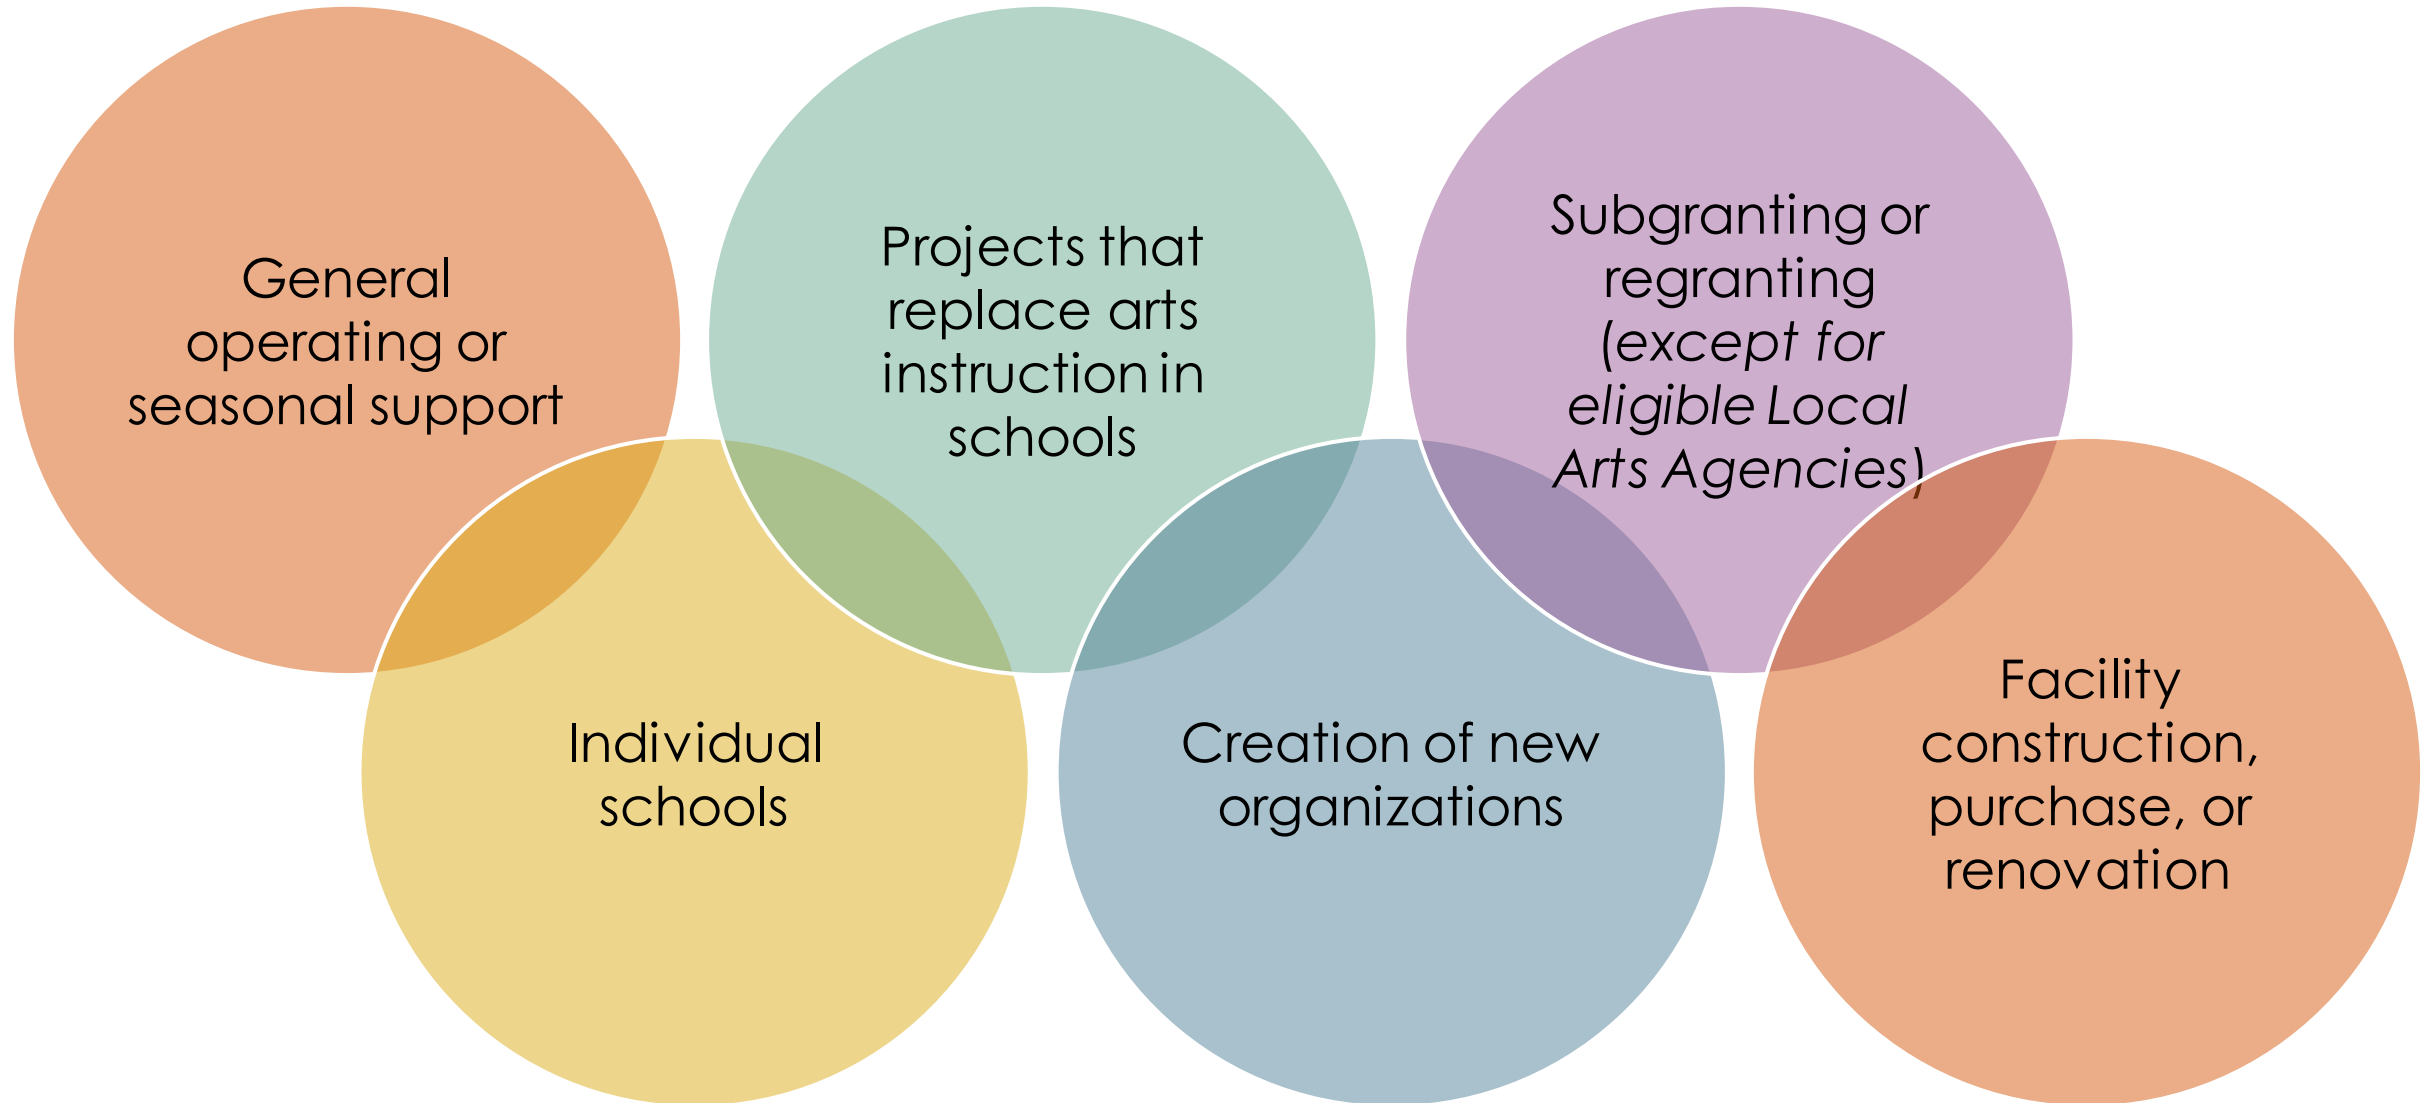 General
operating or
seasonal support
Individual
schools
Projects that
replace arts
instruction in
schools
Creation of new
organizations
Subgranting or
regranting
(except for
eligible Local
Arts Agencies)
Facility
construction,
purchase, or
renovation